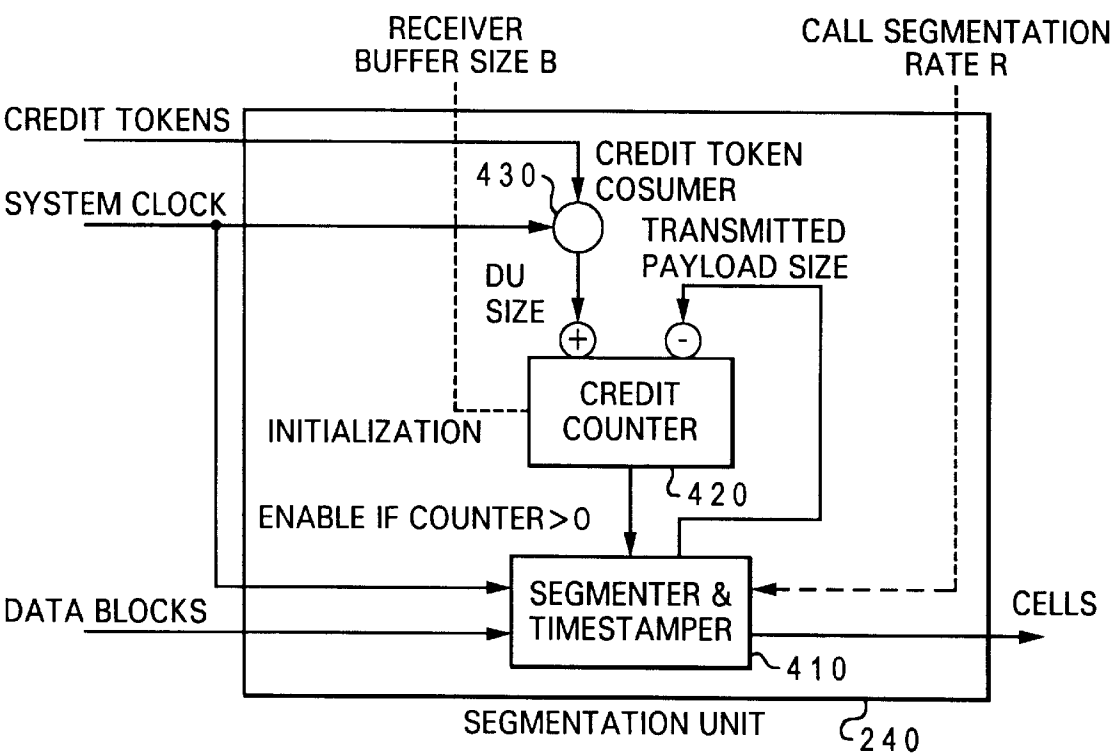 RECEIVER
BUFFER SIZE B
CALL SEGMENTATION
RATE R
CREDIT TOKENS
SYSTEM CLOCK
430
CREDIT TOKEN
COSUMER
TRANSMITTED
PAYLOAD SIZE
DU
SIZE
+
-
CREDIT
COUNTER
INITIALIZATION
420
ENABLE IF COUNTER>0
DATA BLOCKS
SEGMENTER &
TIMESTAMPER
CELLS
410
SEGMENTATION UNIT
240